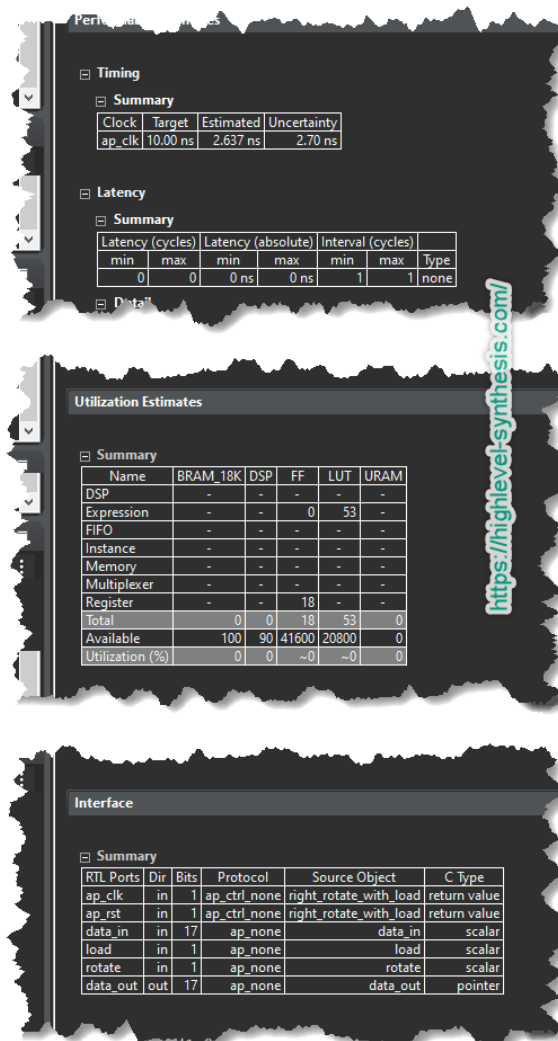 Timing
Summary
Clock Target Estimated Uncertainty
ap_clk 10.00 ns 2.637 ns 2.70 ns
Latency
Summary
Latency (cycles) Latency (absolute) Interval (cycles)
min max min max min max Type
0 0 0 ns 0 ns 1 1 none
https://highlevel-synthesis.com/
Utilization Estimates
Summary
Name BRAM_18K DSP FF LUT URAM
DSP - - - - -
Expression - - 0 53 -
FIFO - - - - -
Instance - - - - -
Memory - - - - -
Multiplexer - - - - -
Register - - 18 - -
Total 0 0 18 53 0
Available 100 90 41600 20800 0
Utilization (%) 0 0 ~0 ~0 0
Interface
Summary
RTL Ports Dir Bits Protocol Source Object C Type
ap_clk in 1 ap_ctrl_none right_rotate_with_load return value
ap_rst in 1 ap_ctrl_none right_rotate_with_load return value
data_in in 17 ap_none data_in scalar
load in 1 ap_none load scalar
rotate in 1 ap_none rotate scalar
data_out out 17 ap_none data_out pointer